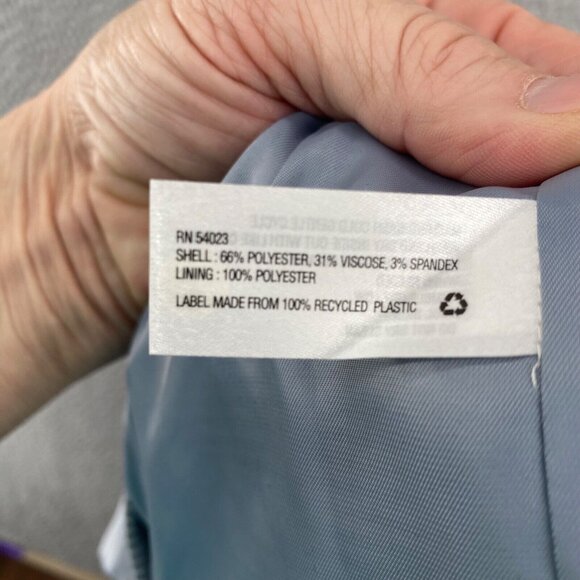 RN 54023
SHELL : 66% POLYESTER, 31% VISCOSE, 3% SPANDEX
LINING : 100% POLYESTER
LABEL MADE FROM 100% RECYCLED PLASTIC